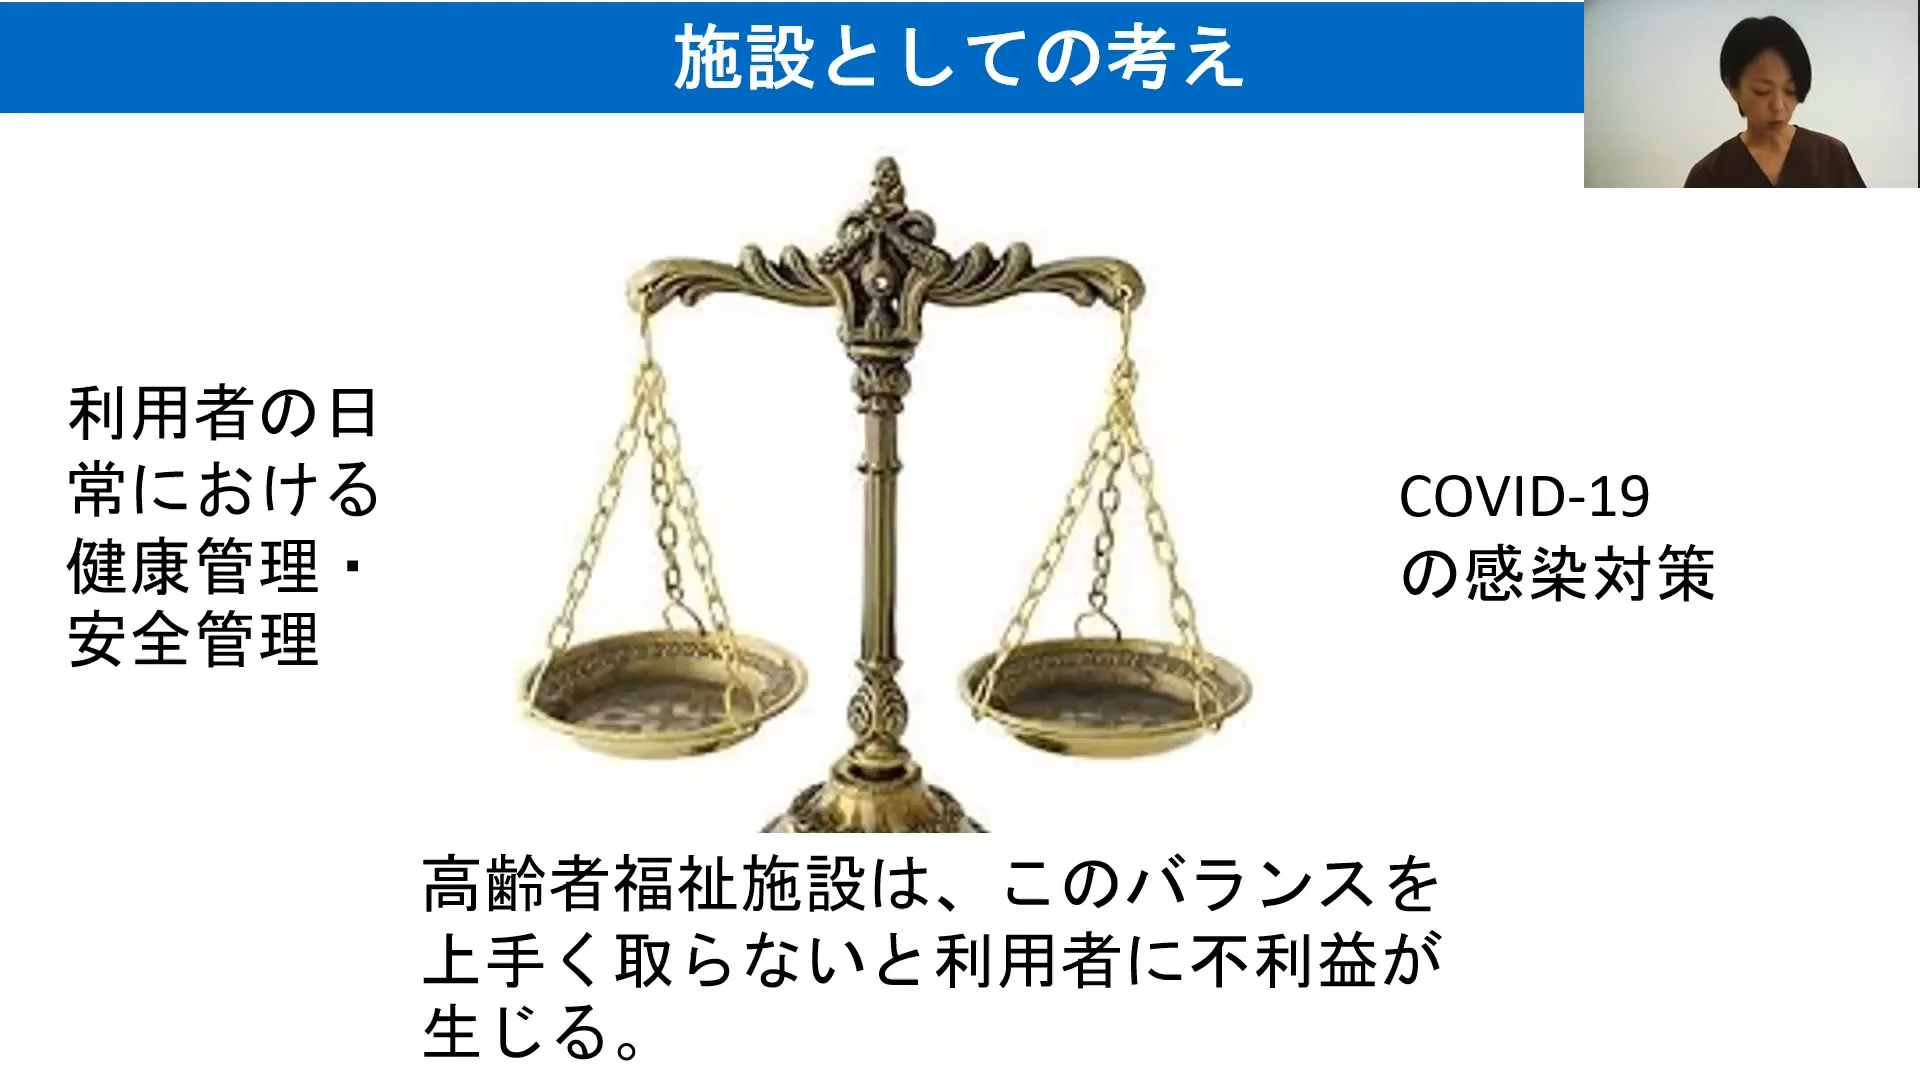 施設としての考え
利用者の日
常における
健康管理・
安全管理
COVID-19
の感染対策
高齢者福祉施設は、このバランスを
上手く取らないと利用者に不利益が
生じる。